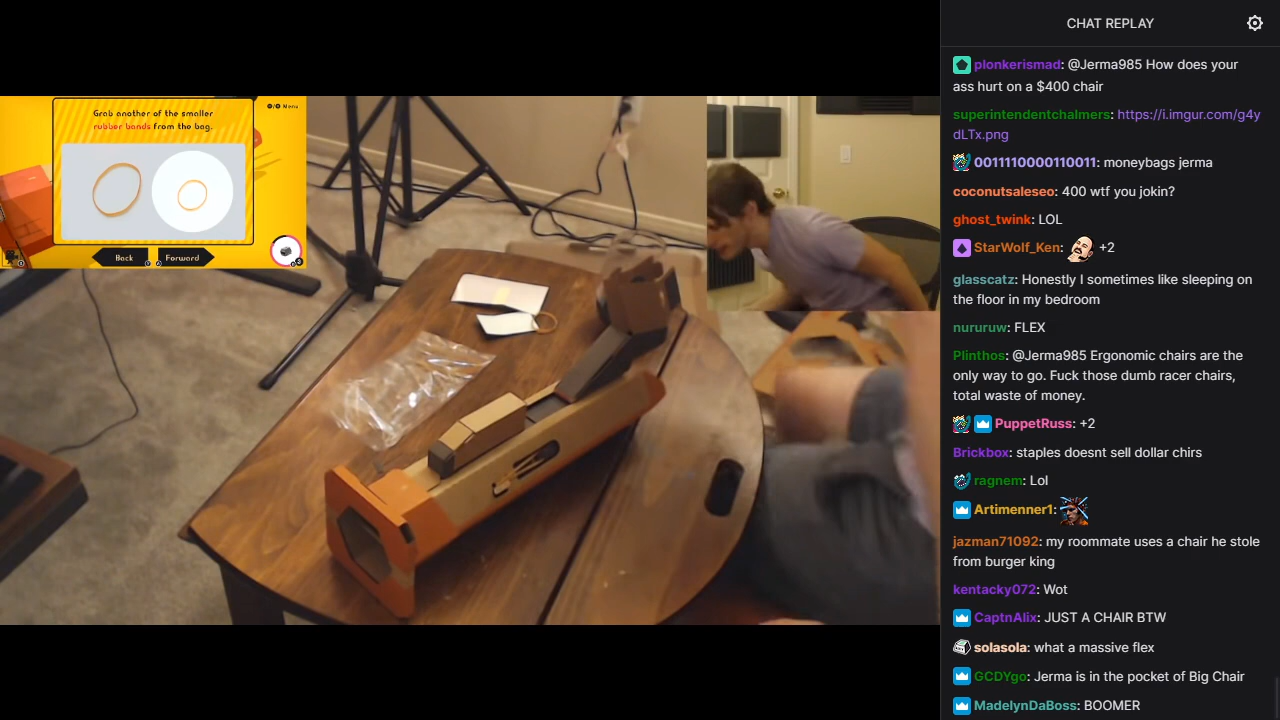 Grab another of the smaller
rubber bands from the bag.
Menu
Back
Forward
CHAT REPLAY
plonkerismad: @Jerma985 How does your
ass hurt on a $400 chair
superintendentchalmers: https://i.imgur.com/g4y
dLTx.png
0011110000110011: moneybags jerma
coconutsaleseo: 400 wtf you jokin?
ghost_twink: LOL
StarWolf_Ken: +2
glasscatz: Honestly I sometimes like sleeping on
the floor in my bedroom
nururuw: FLEX
Plinthos: @Jerma985 Ergonomic chairs are the
only way to go. Fuck those dumb racer chairs,
total waste of money.
PuppetRuss: +2
Brickbox: staples doesnt sell dollar chirs
ragnem: Lol
Artimenner1:
jazman71092: my roommate uses a chair he stole
from burger king
kentacky072: Wot
CaptnAlix: JUST A CHAIR BTW
solasola: what a massive flex
GCDYgo: Jerma is in the pocket of Big Chair
MadelynDaBoss: BOOMER